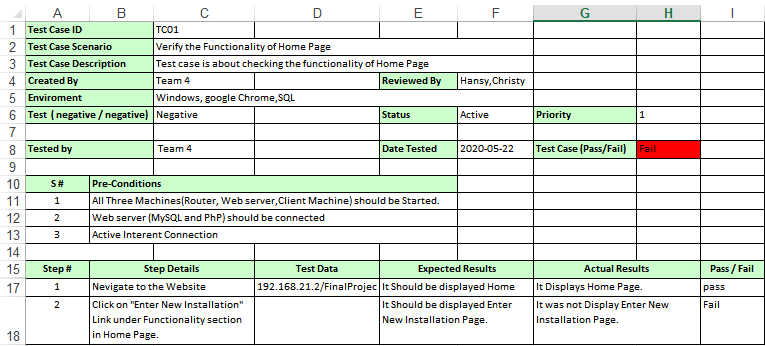 A B C D E F G H I
1 Test Case ID TC01
2 Test Case Scenario Verify the Functionality of Home Page
3 Test Case Description Test case is about checking the functionality of Home Page
4 Created By Team 4 Reviewed By Hansy,Christy
5 Enviroment Windows, google Chrome,SQL
6 Test ( negative / negative) Negative Status Active Priority 1
7
8 Tested by Team 4 Date Tested 2020-05-22 Test Case (Pass/Fail) Fail
9
10 S # Pre-Conditions
11 1 All Three Machines(Router, Web server,Client Machine) should be Started.
12 2 Web server (MySQL and PhP) should be connected
13 3 Active Interent Connection
14
15 Step # Step Details Test Data Expected Results Actual Results Pass / Fail
17 1 Nevigate to the Website 192.168.21.2/FinalProjec It Should be displayed Home It Displays Home Page. pass
2 Click on "Enter New Installation" It Should be displayed Enter It was not Display Enter New Fail
Link under Functionality section New Installation Page. Installation Page.
18 in Home Page.